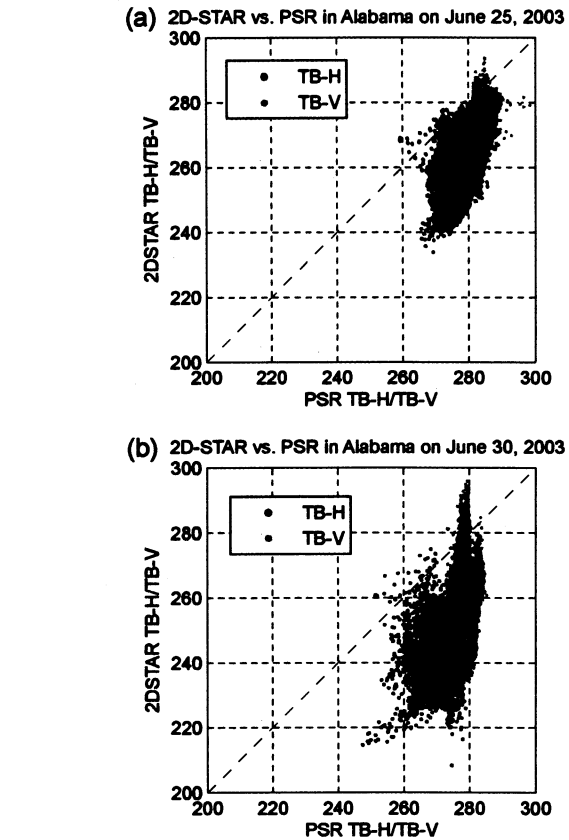 (a) 2D-STAR vs. PSR in Alabama on June 25, 2003
300
280
260
240
220
200
2DSTAR TB-H/TB-V
TB-H
TB-V
200 220 240 260 280 300
PSR TB-H/TB-V
(b) 2D-STAR vs. PSR in Alabama on June 30, 2003
300
280
260
240
220
200
2DSTAR TB-H/TB-V
TB-H
TB-V
200 220 240 260 280 300
PSR TB-H/TB-V